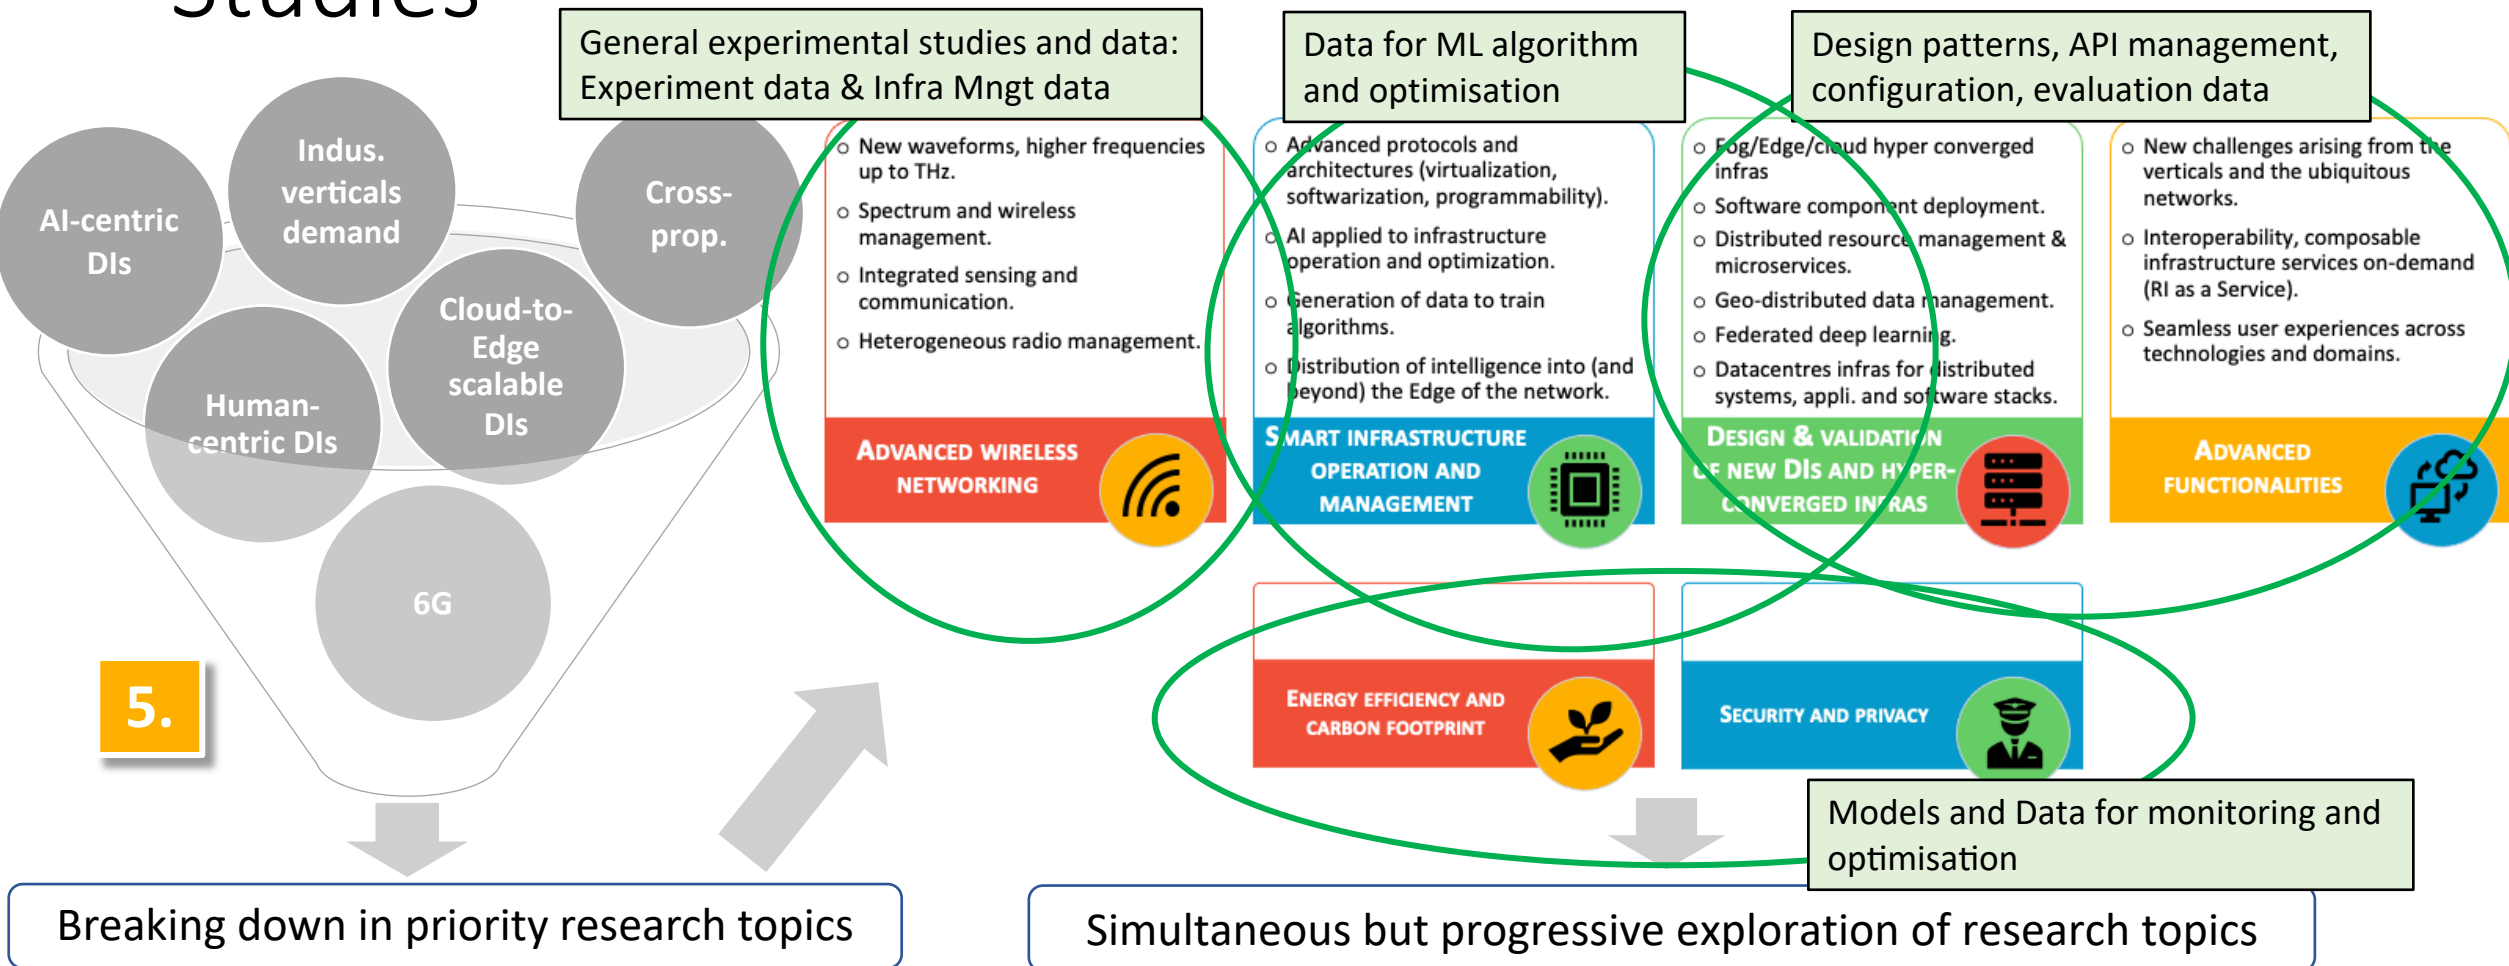 Studies
General experimental studies and data:
Experiment data & Infra Mngt data
Data for ML algorithm
and optimisation
Design patterns, API management,
configuration, evaluation data
AI-centric
DIs
Indus.
verticals
demand
Cross-
prop.
Human-
centric DIs
Cloud-to-
Edge
scalable
DIs
6G
5.
Breaking down in priority research topics
o New waveforms, higher frequencies
up to THz.
o Spectrum and wireless
management.
o Integrated sensing and
communication.
o Heterogeneous radio management.
ADVANCED WIRELESS
NETWORKING
o Advanced protocols and
architectures (virtualization,
softwarization, programmability).
o AI applied to infrastructure
operation and optimization.
o Generation of data to train
algorithms.
o Distribution of intelligence into (and
beyond) the Edge of the network.
SMART INFRASTRUCTURE
OPERATION AND
MANAGEMENT
o Fog/Edge/cloud hyper converged
infras
o Software component deployment.
o Distributed resource management &
microservices.
o Geo-distributed data management.
o Federated deep learning.
o Datacentres infras for distributed
systems, appli. and software stacks.
DESIGN & VALIDATION
OF NEW DIS AND HYPER-
CONVERGED INFRAS
o New challenges arising from the
verticals and the ubiquitous
networks.
o Interoperability, composable
infrastructure services on-demand
(RI as a Service).
o Seamless user experiences across
technologies and domains.
ADVANCED
FUNCTIONALITIES
ENERGY EFFICIENCY AND
CARBON FOOTPRINT
SECURITY AND PRIVACY
Models and Data for monitoring and
optimisation
Simultaneous but progressive exploration of research topics